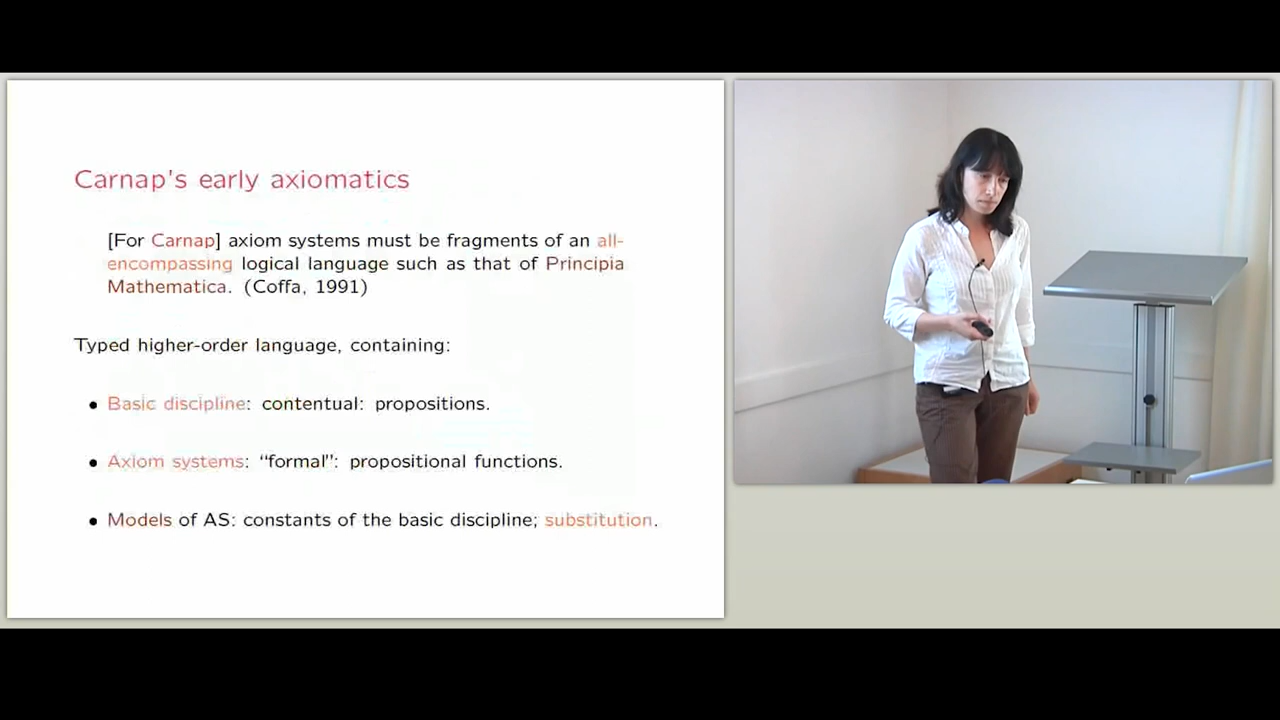 Carnap's early axiomatics
[For Carnap] axiom systems must be fragments of an all-
encompassing logical language such as that of Principia
Mathematica. (Coffa, 1991)
Typed higher-order language, containing:
• Basic discipline: contentual: propositions.
• Axiom systems: “formal”: propositional functions.
• Models of AS: constants of the basic discipline; substitution.